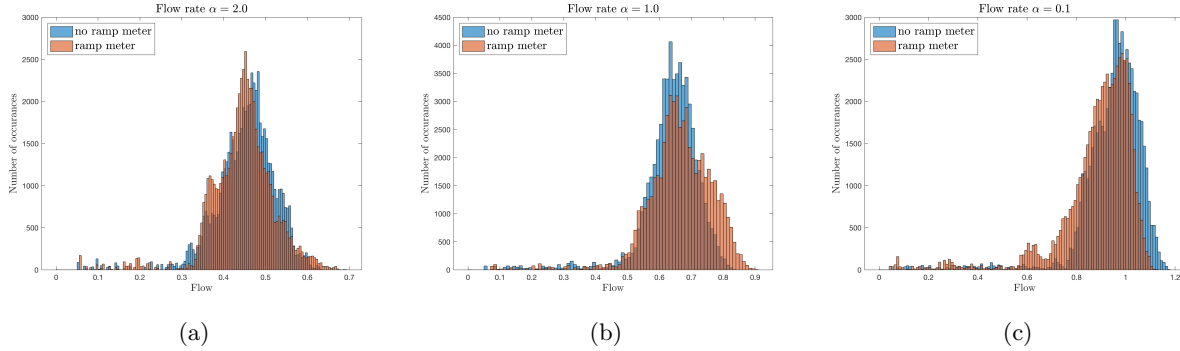 Flow rate α = 2.0
no ramp meter
ramp meter
Number of occurances
3000
2500
2000
1500
1000
500
0
0 0.1 0.2 0.3 0.4 0.5 0.6 0.7
Flow
(a)
Flow rate α = 1.0
no ramp meter
ramp meter
Number of occurances
4500
4000
3500
3000
2500
2000
1500
1000
500
0
0 0.1 0.2 0.3 0.4 0.5 0.6 0.7 0.8 0.9
Flow
(b)
Flow rate α = 0.1
no ramp meter
ramp meter
Number of occurances
3000
2500
2000
1500
1000
500
0
0 0.2 0.4 0.6 0.8 1 1.2
Flow
(c)